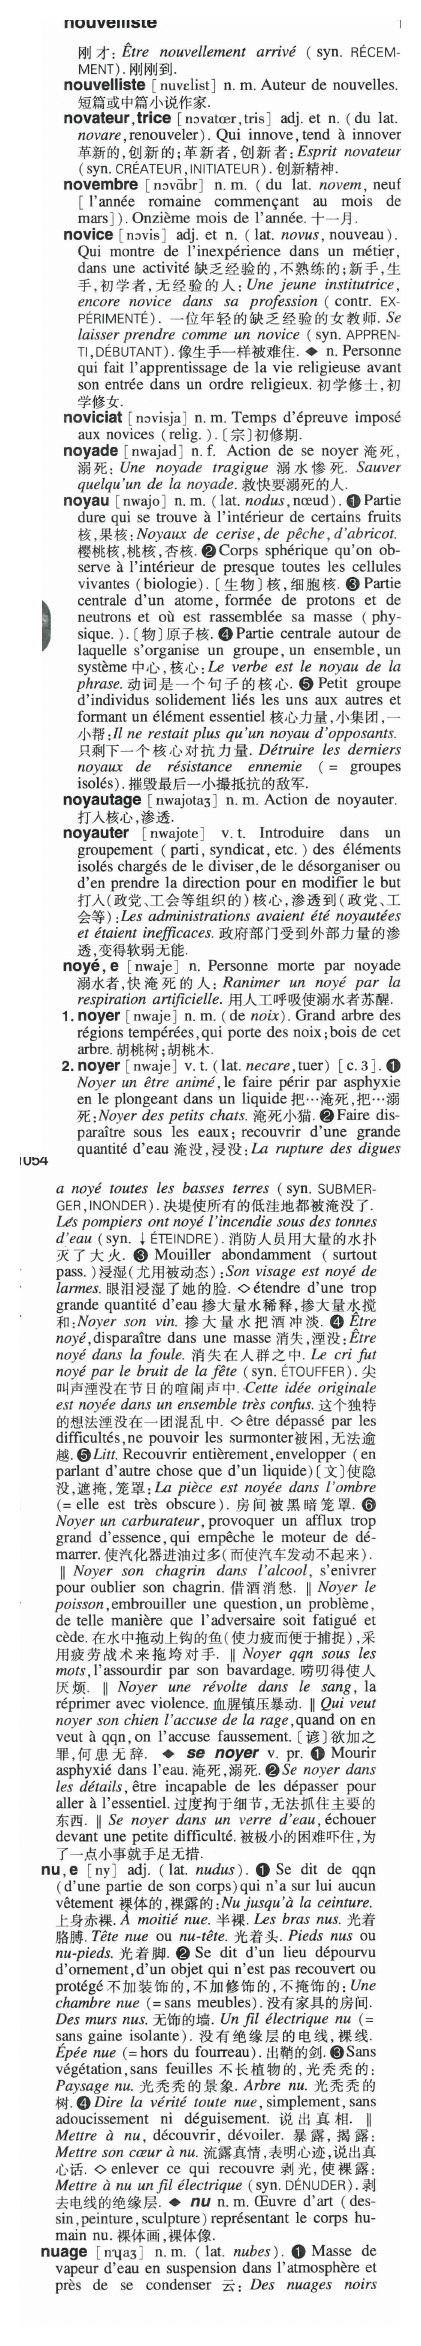 nouvelliste
刚才: Être nouvellement arrivé ( syn. RÉCEM-
MENT). 刚刚到.
nouvelliste [nuvɛlist] n. m. Auteur de nouvelles.
短篇或中篇小说作家.
novateur,trice [nɔvatœr,tris] adj. et n. ( du lat.
novare,renouveler). Qui innove,tend à innover
革新的,创新的;革新者,创新者:Esprit novateur
(syn. CRÉATEUR,INITIATEUR). 创新精神.
novembre [nɔvɑ̃br] n. m. ( du lat. novem, neuf
[ l'année romaine commençant au mois de
mars]). Onzième mois de l'année. 十一月.
novice [nɔvis] adj. et n. ( lat. novus, nouveau).
Qui montre de l'inexpérience dans un métier,
dans une activité 缺乏经验的,不熟练的;新手,生
手,初学者,无经验的人: Une jeune institutrice,
encore novice dans sa profession ( contr. EX-
PÉRIMENTÉ). 一位年轻的缺乏经验的女教师. Se
laisser prendre comme un novice ( syn. APPREN-
TI,DÉBUTANT). 像生手一样被难住. ◆ n. Personne
qui fait l'apprentissage de la vie religieuse avant
son entrée dans un ordre religieux. 初学修士,初
学修女.
noviciat [nɔvisja] n. m. Temps d'épreuve imposé
aux novices (relig. ).〔宗〕初修期.
noyade [nwajad] n. f. Action de se noyer 淹死,
溺死: Une noyade tragigue 溺水惨死. Sauver
quelqu'un de la noyade. 救快要溺死的人.
noyau [nwajo] n. m. (lat. nodus,nœud). ❶ Partie
dure qui se trouve à l'intérieur de certains fruits
核,果核:Noyaux de cerise,de pêche,d'abricot.
樱桃核,桃核,杏核. ❷ Corps sphérique qu'on ob-
serve à l'intérieur de presque toutes les cellules
vivantes (biologie).〔生物〕核,细胞核. ❸ Partie
centrale d'un atome, formée de protons et de
neutrons et où est rassemblée sa masse ( phy-
sique. ).〔物〕原子核. ❹ Partie centrale autour de
laquelle s'organise un groupe, un ensemble, un
système 中心,核心:Le verbe est le noyau de la
phrase. 动词是一个句子的核心. ❺ Petit groupe
d'individus solidement liés les uns aux autres et
formant un élément essentiel 核心力量,小集团,一
小帮:Il ne restait plus qu'un noyau d'opposants.
只剩下一个核心对抗力量. Détruire les derniers
noyaux de résistance ennemie ( = groupes
isolés). 摧毁最后一小撮抵抗的敌军.
noyautage [nwajotaʒ] n. m. Action de noyauter.
打入核心,渗透.
noyauter [nwajote] v. t. Introduire dans un
groupement ( parti, syndicat, etc. ) des éléments
isolés chargés de le diviser,de le désorganiser ou
d'en prendre la direction pour en modifier le but
打入(政党、工会等组织的)核心,渗透到(政党、工
会等):Les administrations avaient été noyautées
et étaient inefficaces. 政府部门受到外部力量的渗
透,变得软弱无能.
noyé,e [nwaje] n. Personne morte par noyade
溺水者,快淹死的人: Ranimer un noyé par la
respiration artificielle. 用人工呼吸使溺水者苏醒.
1. noyer [nwaje] n. m. (de noix). Grand arbre des
régions tempérées,qui porte des noix;bois de cet
arbre. 胡桃树;胡桃木.
2. noyer [nwaje] v. t. (lat. necare,tuer) [c. 3]. ❶
Noyer un être animé,le faire périr par asphyxie
en le plongeant dans un liquide 把…淹死,把…溺
死:Noyer des petits chats. 淹死小猫. ❷ Faire dis-
paraître sous les eaux; recouvrir d'une grande
quantité d'eau 淹没,浸没:La rupture des digues
1054
a noyé toutes les basses terres ( syn. SUBMER-
GER,INONDER). 决堤使所有的低洼地都被淹没了.
Les pompiers ont noyé l'incendie sous des tonnes
d'eau (syn. ↓ ÉTEINDRE). 消防人员用大量的水扑
灭了大火. ❸ Mouiller abondamment ( surtout
pass. )浸湿(尤用被动态):Son visage est noyé de
larmes. 眼泪浸湿了她的脸. ◇étendre d'une trop
grande quantité d'eau 掺大量水稀释,掺大量水搅
和:Noyer son vin. 掺大量水把酒冲淡. ❹ Être
noyé,disparaître dans une masse 消失,湮没:Être
noyé dans la foule. 消失在人群之中. Le cri fut
noyé par le bruit de la fête (syn. ÉTOUFFER). 尖
叫声湮没在节日的喧闹声中. Cette idée originale
est noyée dans un ensemble très confus. 这个独特
的想法湮没在一团混乱中. ◇être dépassé par les
difficultés,ne pouvoir les surmonter被困,无法逾
越. ❺ Litt. Recouvrir entièrement,envelopper (en
parlant d'autre chose que d'un liquide)〔文〕使隐
没,遮掩,笼罩:La pièce est noyée dans l'ombre
(= elle est très obscure). 房间被黑暗笼罩. ❻
Noyer un carburateur, provoquer un afflux trop
grand d'essence,qui empêche le moteur de dé-
marrer. 使汽化器进油过多(而使汽车发动不起来).
‖ Noyer son chagrin dans l'alcool, s'enivrer
pour oublier son chagrin. 借酒消愁. ‖ Noyer le
poisson,embrouiller une question,un problème,
de telle manière que l'adversaire soit fatigué et
cède. 在水中拖动上钩的鱼(使力疲而便于捕捉),采
用疲劳战术来拖垮对手. ‖ Noyer qqn sous les
mots,l'assourdir par son bavardage. 唠叨得使人
厌烦. ‖ Noyer une révolte dans le sang, la
réprimer avec violence. 血腥镇压暴动. ‖ Qui veut
noyer son chien l'accuse de la rage,quand on en
veut à qqn,on l'accuse faussement.〔谚〕欲加之
罪,何患无辞. ◆ se noyer v. pr. ❶ Mourir
asphyxié dans l'eau. 淹死,溺死. ❷ Se noyer dans
les détails, être incapable de les dépasser pour
aller à l'essentiel. 过度拘于细节,无法抓住主要的
东西. ‖ Se noyer dans un verre d'eau,échouer
devant une petite difficulté. 被极小的困难吓住,为
了一点小事就手足无措.
nu,e [ny] adj. ( lat. nudus). ❶ Se dit de qqn
(d'une partie de son corps)qui n'a sur lui aucun
vêtement 裸体的,裸露的:Nu jusqu'à la ceinture.
上身赤裸. À moitié nue. 半裸. Les bras nus. 光着
胳膊. Tête nue ou nu-tête. 光着头. Pieds nus ou
nu-pieds. 光着脚. ❷ Se dit d'un lieu dépourvu
d'ornement,d'un objet qui n'est pas recouvert ou
protégé 不加装饰的,不加修饰的,不掩饰的: Une
chambre nue (=sans meubles). 没有家具的房间.
Des murs nus. 无饰的墙. Un fil électrique nu (=
sans gaine isolante). 没有绝缘层的电线,裸线.
Épée nue (=hors du fourreau). 出鞘的剑. ❸ Sans
végétation,sans feuilles 不长植物的,光秃秃的:
Paysage nu. 光秃秃的景象. Arbre nu. 光秃秃的
树. ❹ Dire la vérité toute nue,simplement,sans
adoucissement ni déguisement. 说出真相. ‖
Mettre à nu, découvrir, dévoiler. 暴露,揭露:
Mettre son cœur à nu. 流露真情,表明心迹,说出真
心话. ◇ enlever ce qui recouvre 剥光,使裸露:
Mettre à nu un fil électrique (syn. DÉNUDER). 剥
去电线的绝缘层. ◆ nu n. m. Œuvre d'art ( des-
sin,peinture,sculpture) représentant le corps hu-
main nu. 裸体画,裸体像.
nuage [nɥaʒ] n. m. ( lat. nubes). ❶ Masse de
vapeur d'eau en suspension dans l'atmosphère et
près de se condenser 云: Des nuages noirs